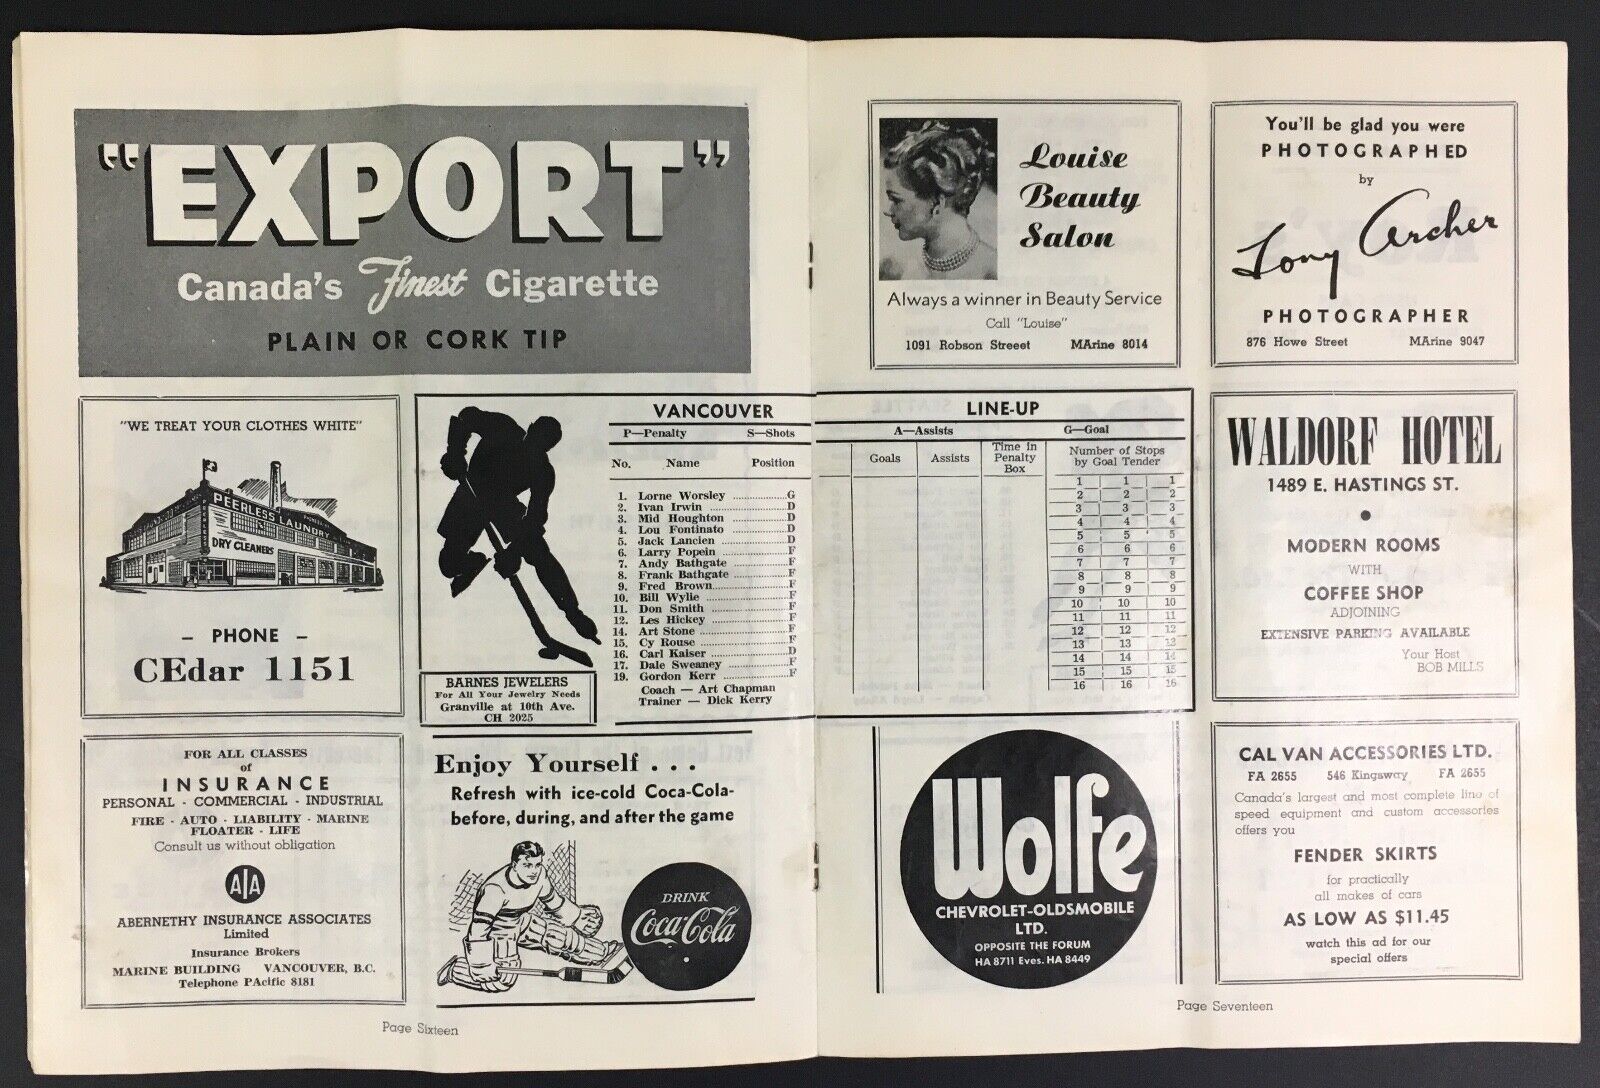 "EXPORT"
Canada's Finest Cigarette
PLAIN OR CORK TIP
"WE TREAT YOUR CLOTHES WHITE"
PEERLESS LAUNDRY
DRY CLEANERS
- PHONE -
CEdar 1151
FOR ALL CLASSES
of
INSURANCE
PERSONAL - COMMERCIAL - INDUSTRIAL
FIRE - AUTO - LIABILITY - MARINE
FLOATER - LIFE
Consult us without obligation
AIA
ABERNETHY INSURANCE ASSOCIATES
Limited
Insurance Brokers
MARINE BUILDING VANCOUVER, B.C.
Telephone PAcific 8181
BARNES JEWELERS
For All Your Jewelry Needs
Granville at 10th Ave.
CH 2025
VANCOUVER LINE-UP
P—Penalty S—Shots A—Assists G—Goal
No. Name Position Goals Assists Time in Penalty Box Number of Stops by Goal Tender
1. Lorne Worsley G
2. Ivan Irwin D
3. Mid Houghton D
4. Lou Fontinato D
5. Jack Lancien D
6. Larry Popein F
7. Andy Bathgate F
8. Frank Bathgate F
9. Fred Brown F
10. Bill Wylie F
11. Don Smith F
12. Les Hickey F
14. Art Stone F
15. Cy Rouse F
16. Carl Kaiser D
17. Dale Sweaney F
19. Gordon Kerr F
Coach — Art Chapman
Trainer — Dick Kerry
1 1 1
2 2 2
3 3 3
4 4 4
5 5 5
6 6 6
7 7 7
8 8 8
9 9 9
10 10 10
11 11 11
12 12 12
13 13 13
14 14 14
15 15 15
16 16 16
Enjoy Yourself . . .
Refresh with ice-cold Coca-Cola-
before, during, and after the game
DRINK
Coca-Cola
Page Sixteen
Louise
Beauty
Salon
Always a winner in Beauty Service
Call "Louise"
1091 Robson Streeet MArine 8014
You'll be glad you were
PHOTOGRAPHED
by
Tony Archer
PHOTOGRAPHER
876 Howe Street MArine 9047
WALDORF HOTEL
1489 E. HASTINGS ST.
MODERN ROOMS
WITH
COFFEE SHOP
ADJOINING
EXTENSIVE PARKING AVAILABLE
Your Host
BOB MILLS
Wolfe
CHEVROLET-OLDSMOBILE
LTD.
OPPOSITE THE FORUM
HA 8711 Eves. HA 8449
CAL VAN ACCESSORIES LTD.
FA 2655 546 Kingsway FA 2655
Canada's largest and most complete line of
speed equipment and custom accessories
offers you
FENDER SKIRTS
for practically
all makes of cars
AS LOW AS $11.45
watch this ad for our
special offers
Page Seventeen